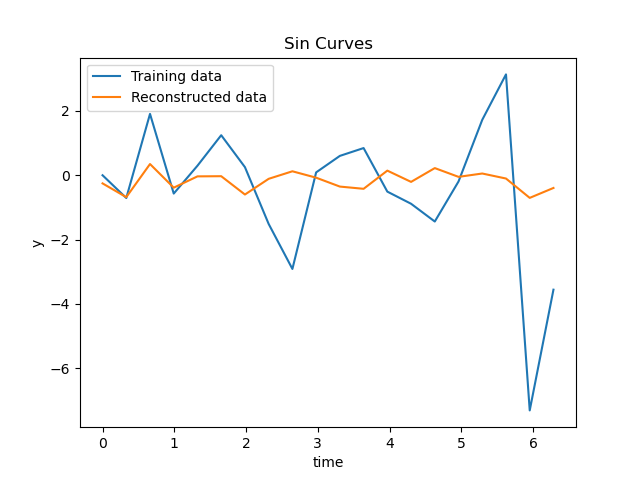 Sin Curves
Training data
Reconstructed data
y
2
0
−2
−4
−6
0 1 2 3 4 5 6
time